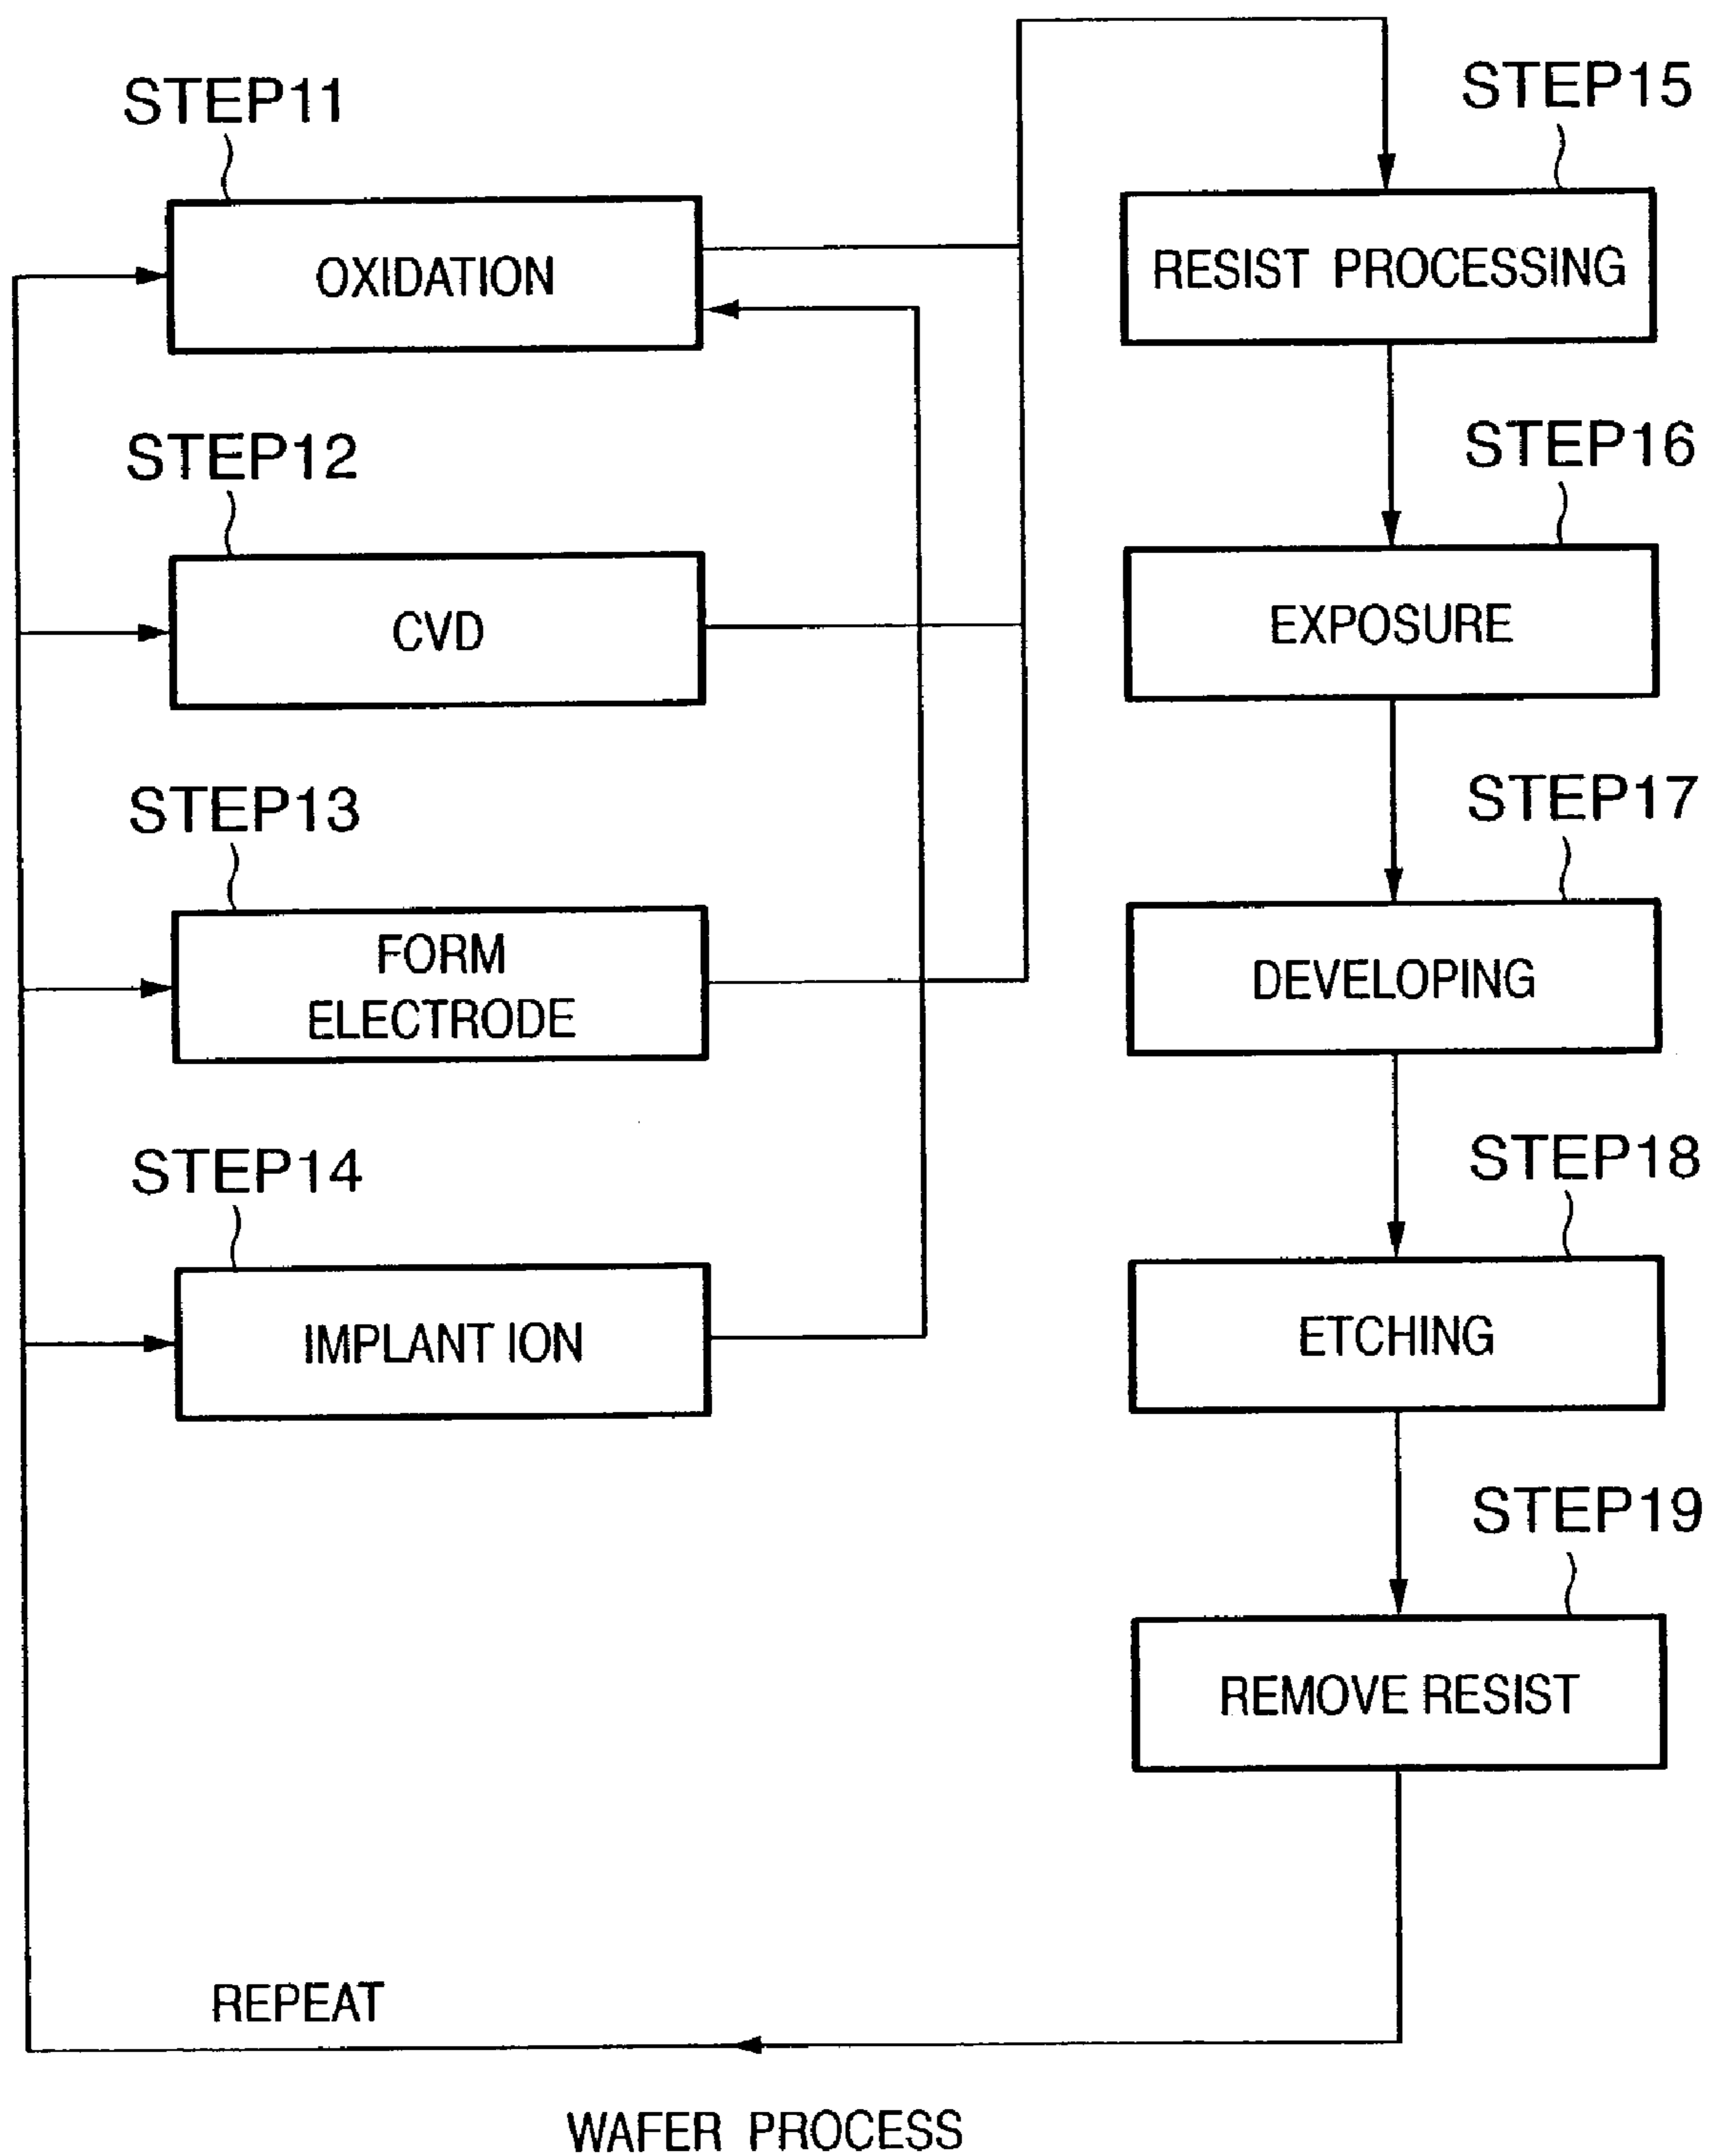 STEP11
OXIDATION
STEP12
CVD
STEP13
FORM
ELECTRODE
STEP14
IMPLANT ION
STEP15
RESIST PROCESSING
STEP16
EXPOSURE
STEP17
DEVELOPING
STEP18
ETCHING
STEP19
REMOVE RESIST
REPEAT
WAFER PROCESS